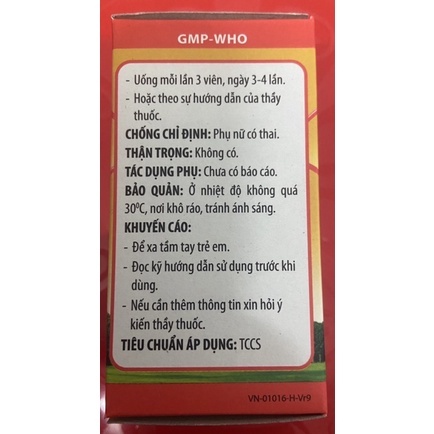 GMP-WHO
- Uống mỗi lần 3 viên, ngày 3-4 lần.
- Hoặc theo sự hướng dẫn của thầy
thuốc.
CHỐNG CHỈ ĐỊNH: Phụ nữ có thai.
THẬN TRỌNG: Không có.
TÁC DỤNG PHỤ: Chưa có báo cáo.
BẢO QUẢN: Ở nhiệt độ không quá
30⁰C, nơi khô ráo, tránh ánh sáng.
KHUYẾN CÁO:
- Để xa tầm tay trẻ em.
- Đọc kỹ hướng dẫn sử dụng trước khi
dùng.
- Nếu cần thêm thông tin xin hỏi ý
kiến thầy thuốc.
TIÊU CHUẨN ÁP DỤNG: TCCS
VN-01016-H-Vr9